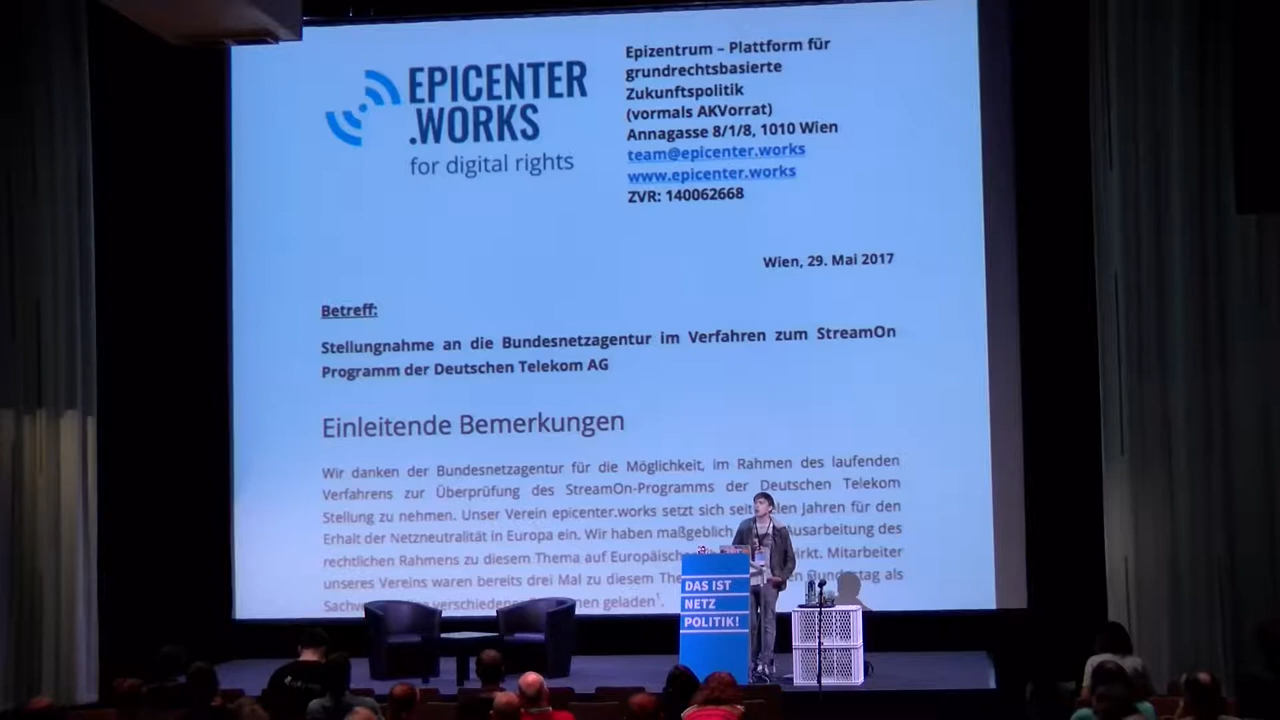 EPICENTER
.WORKS
for digital rights
Epizentrum – Plattform für
grundrechtsbasierte
Zukunftspolitik
(vormals AKVorrat)
Annagasse 8/1/8, 1010 Wien
team@epicenter.works
www.epicenter.works
ZVR: 140062668
Wien, 29. Mai 2017
Betreff:
Stellungnahme an die Bundesnetzagentur im Verfahren zum StreamOn
Programm der Deutschen Telekom AG
Einleitende Bemerkungen
Wir danken der Bundesnetzagentur für die Möglichkeit, im Rahmen des laufenden
Verfahrens zur Überprüfung des StreamOn-Programms der Deutschen Telekom
Stellung zu nehmen. Unser Verein epicenter.works setzt sich seit Jahren für den
Erhalt der Netzneutralität in Europa ein. Wir haben maßgeblich Ausarbeitung des
rechtlichen Rahmens zu diesem Thema auf
unseres Vereins waren bereits drei Mal zu diesem als
geladen¹.
Mitarbeiter
DAS IST
NETZ
POLITIK!